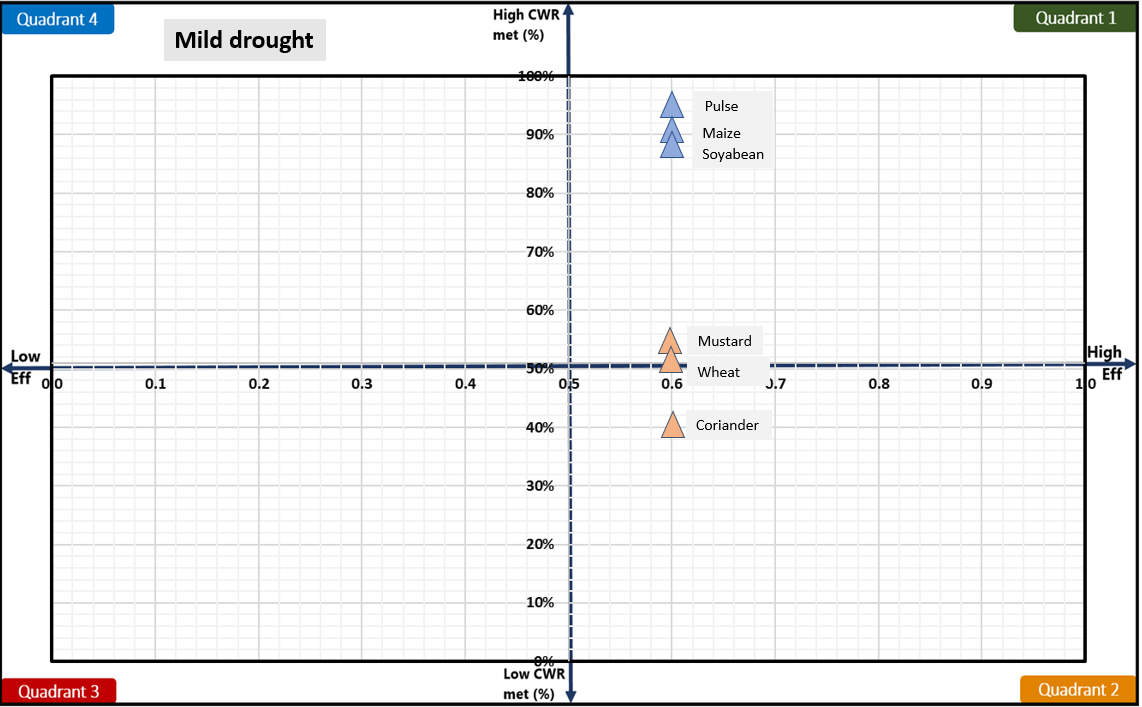 Quadrant 4
Mild drought
High CWR
met (%)
Quadrant 1
100%
Pulse
90%
Maize
Soyabean
80%
70%
60%
Mustard
Low
Eff
50%
Wheat
High
Eff
0.0 0.1 0.2 0.3 0.4 0.5 0.6 0.7 0.8 0.9 1.0
40%
Coriander
30%
20%
10%
0%
Low CWR
met (%)
Quadrant 3
Quadrant 2